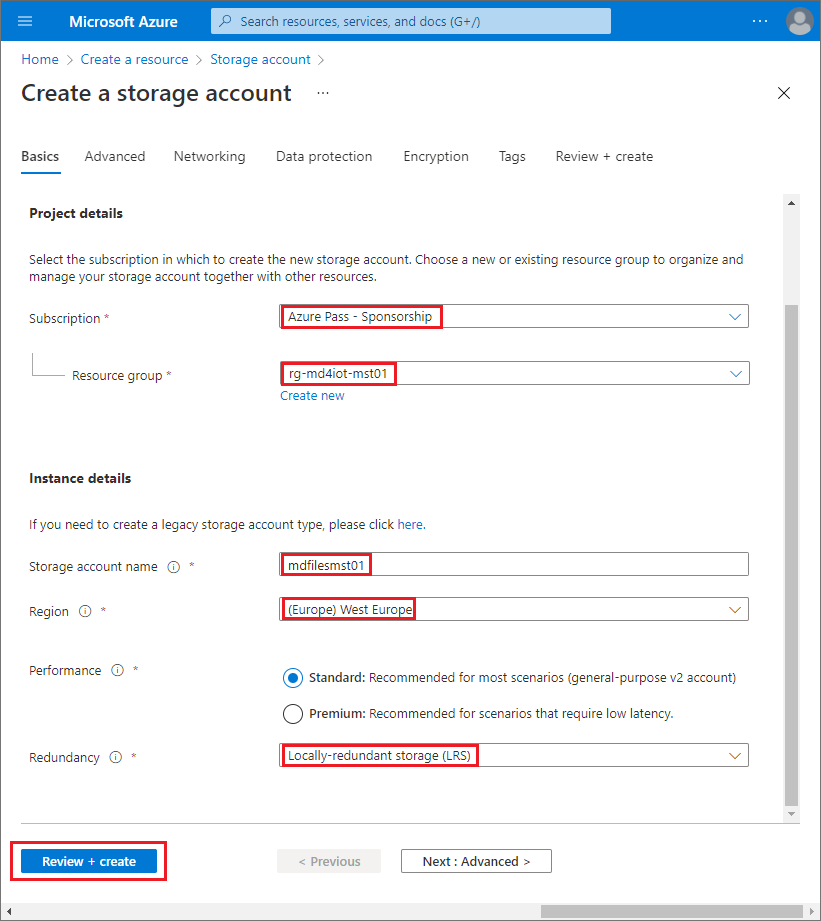 Microsoft Azure
Search resources, services, and docs (G+/)
...
Home > Create a resource > Storage account >
Create a storage account ...
Basics Advanced Networking Data protection Encryption Tags Review + create
Project details
Select the subscription in which to create the new storage account. Choose a new or existing resource group to organize and
manage your storage account together with other resources.
Subscription * Azure Pass - Sponsorship
Resource group * rg-md4iot-mst01
Create new
Instance details
If you need to create a legacy storage account type, please click here.
Storage account name * mdfilesmst01
Region * (Europe) West Europe
Performance * Standard: Recommended for most scenarios (general-purpose v2 account)
Premium: Recommended for scenarios that require low latency.
Redundancy * Locally-redundant storage (LRS)
Review + create < Previous Next : Advanced >